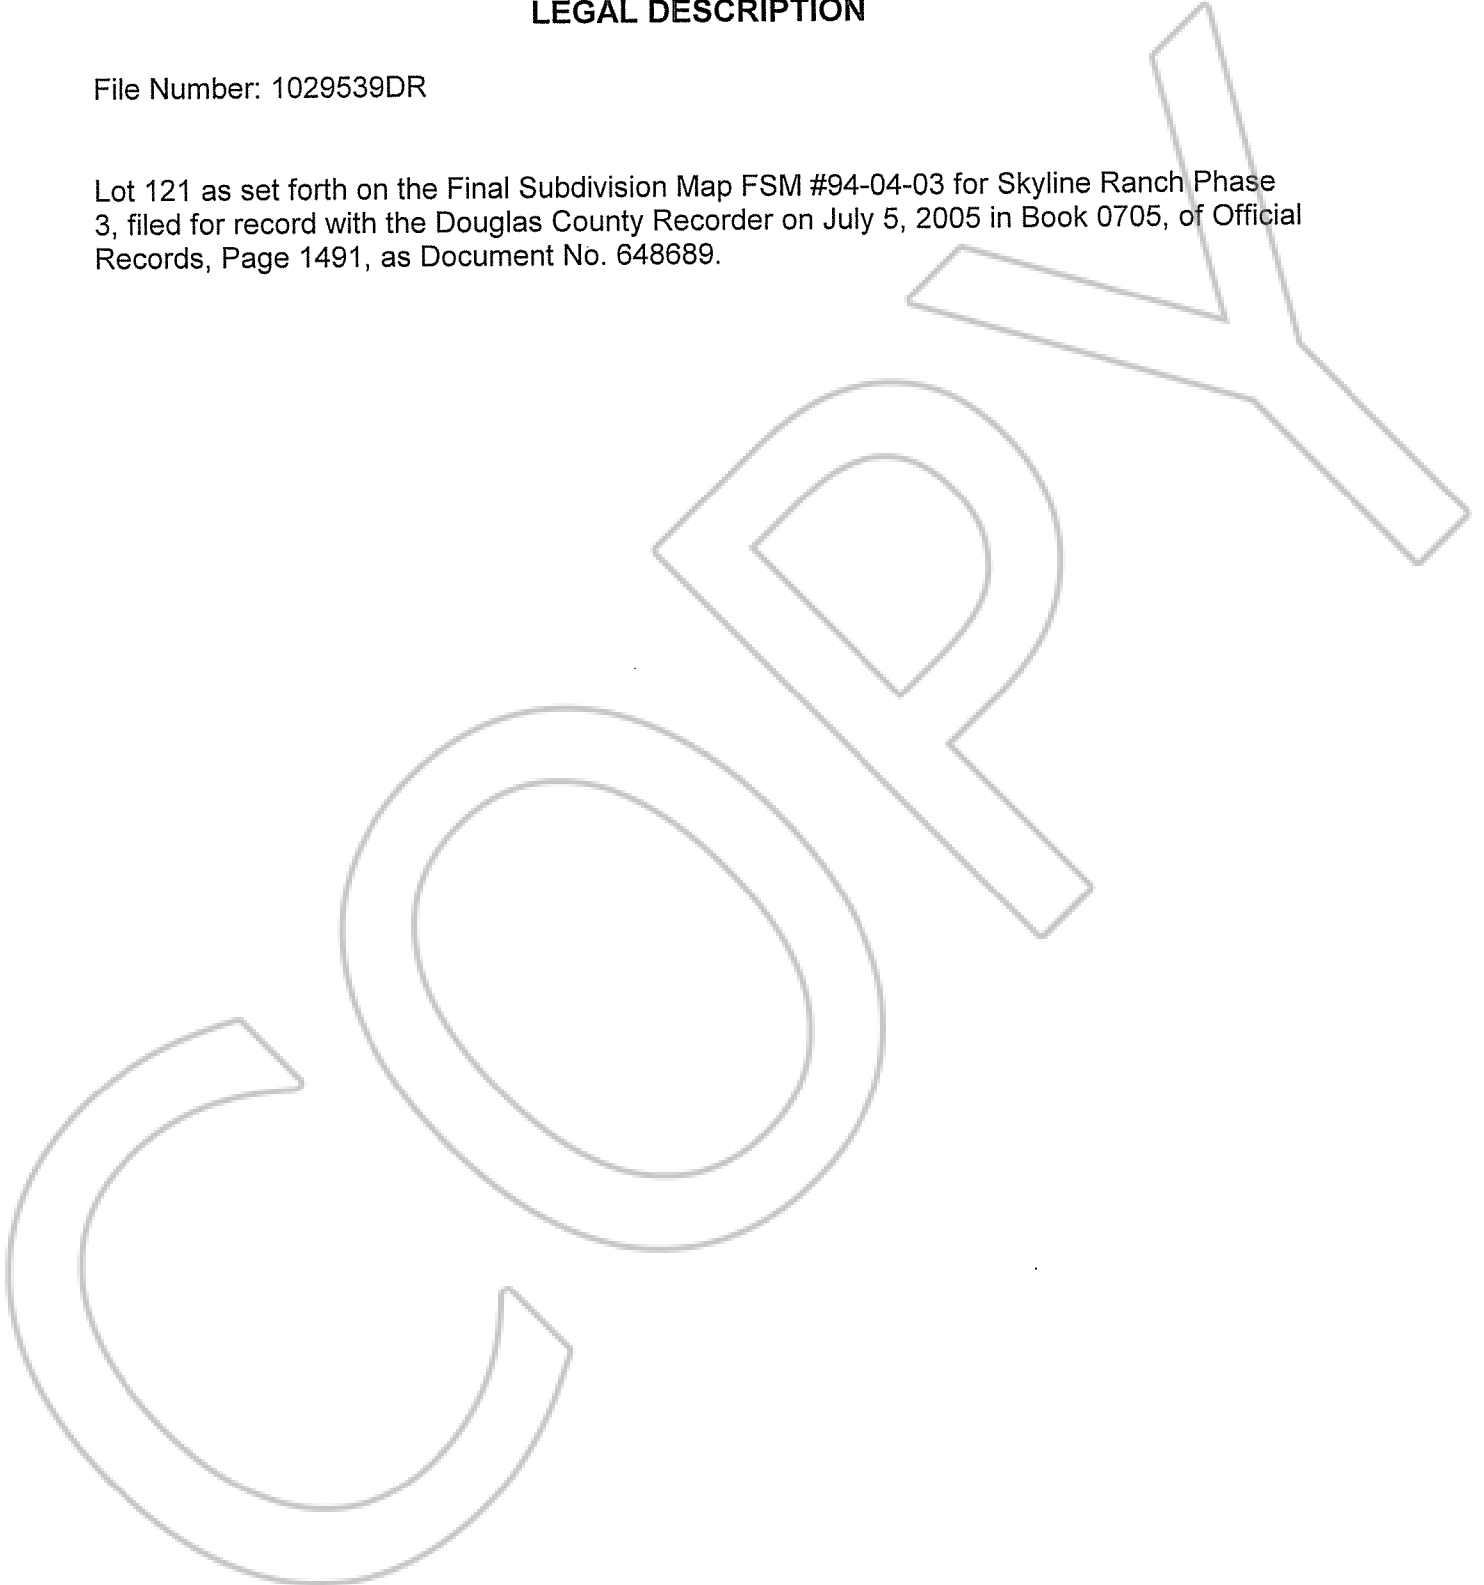 LEGAL DESCRIPTION
File Number: 1029539DR
Lot 121 as set forth on the Final Subdivision Map FSM #94-04-03 for Skyline Ranch Phase
3, filed for record with the Douglas County Recorder on July 5, 2005 in Book 0705, of Official
Records, Page 1491, as Document No. 648689.
COPY